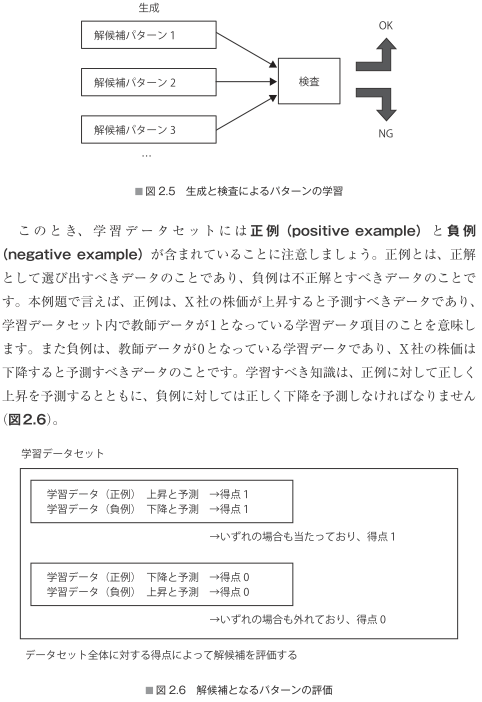 生成
解候補パターン 1
解候補パターン 2
解候補パターン 3
…
検査
OK
NG
■図 2.5 生成と検査によるパターンの学習
このとき、学習データセットには正例（positive example）と負例
（negative example）が含まれていることに注意しましょう。正例とは、正解
として選び出すべきデータのことであり、負例は不正解とすべきデータのことで
す。本例題で言えば、正例は、X社の株価が上昇すると予測すべきデータであり、
学習データセット内で教師データが1となっている学習データ項目のことを意味し
ます。また負例は、教師データが0となっている学習データであり、X社の株価は
下降すると予測すべきデータのことです。学習すべき知識は、正例に対して正しく
上昇を予測するとともに、負例に対しては正しく下降を予測しなければなりません
（図2.6）。
学習データセット
学習データ（正例） 上昇と予測 →得点 1
学習データ（負例） 下降と予測 →得点 1
→いずれの場合も当たっており、得点 1
学習データ（正例） 下降と予測 →得点 0
学習データ（負例） 上昇と予測 →得点 0
→いずれの場合も外れており、得点 0
データセット全体に対する得点によって解候補を評価する
■図 2.6 解候補となるパターンの評価